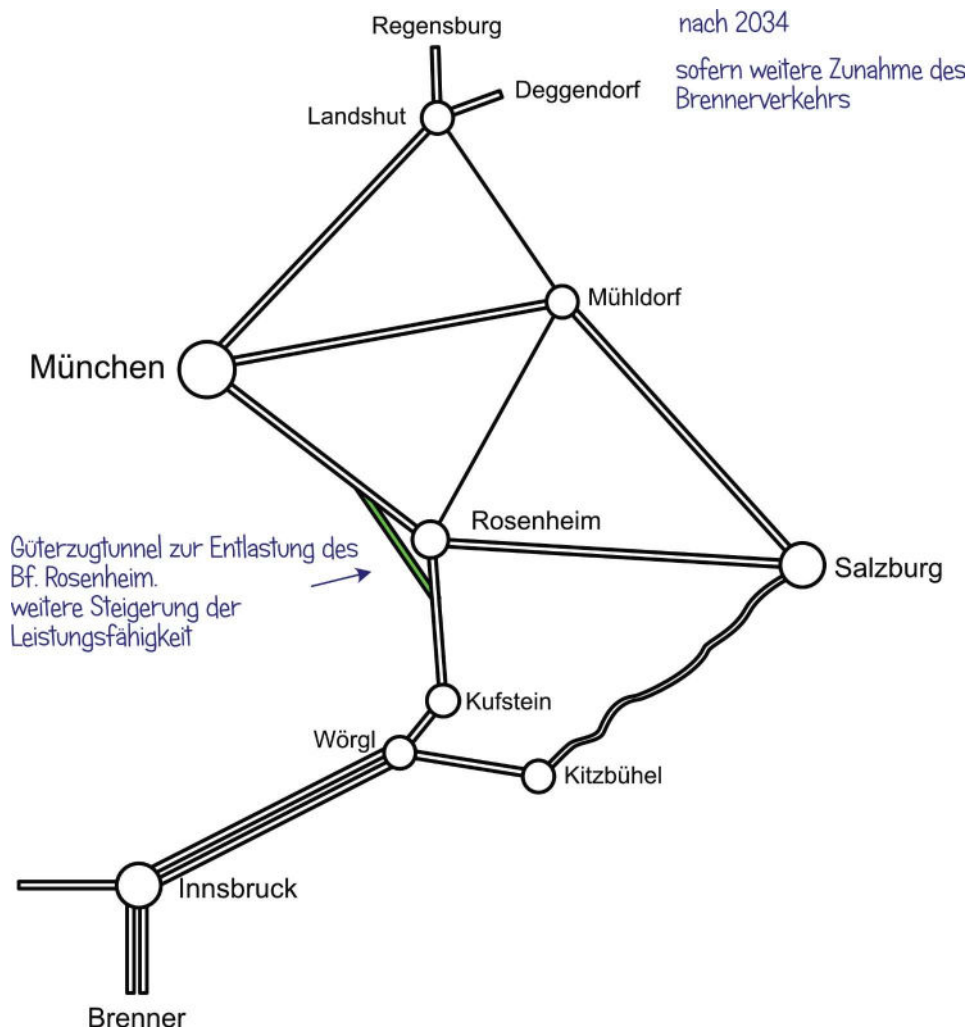 Regensburg
nach 2034
sofern weitere Zunahme des
Brennerverkehrs
Deggendorf
Landshut
Mühldorf
München
Rosenheim
Salzburg
Güterzugtunnel zur Entlastung des
Bf. Rosenheim.
weitere Steigerung der
Leistungsfähigkeit
Kufstein
Wörgl
Kitzbühel
Innsbruck
Brenner